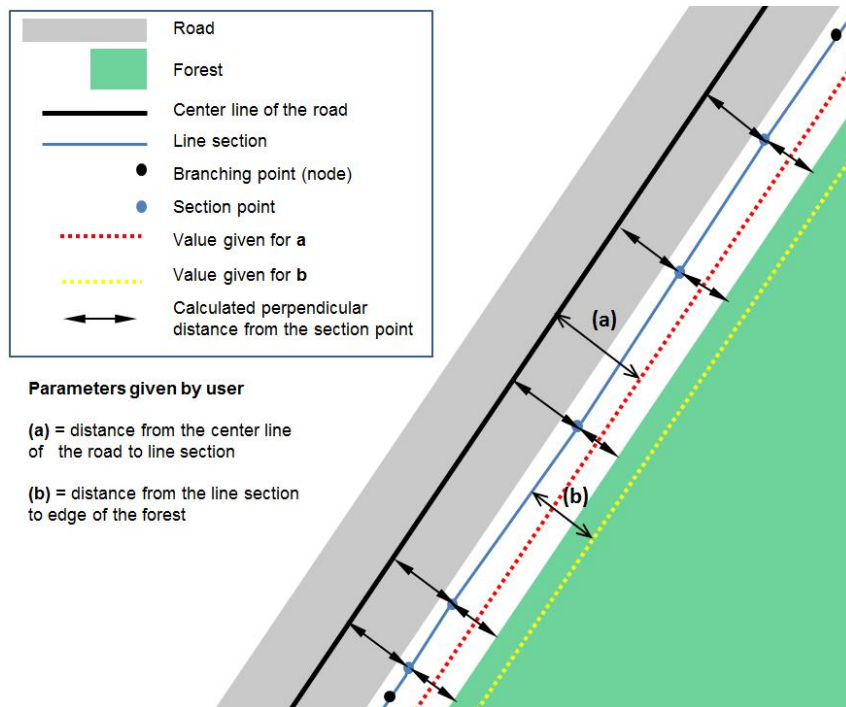 Road
Forest
Center line of the road
Line section
Branching point (node)
Section point
Value given for a
Value given for b
Calculated perpendicular
distance from the section point
Parameters given by user
(a) = distance from the center line
of the road to line section
(b) = distance from the line section
to edge of the forest
(a)
(b)